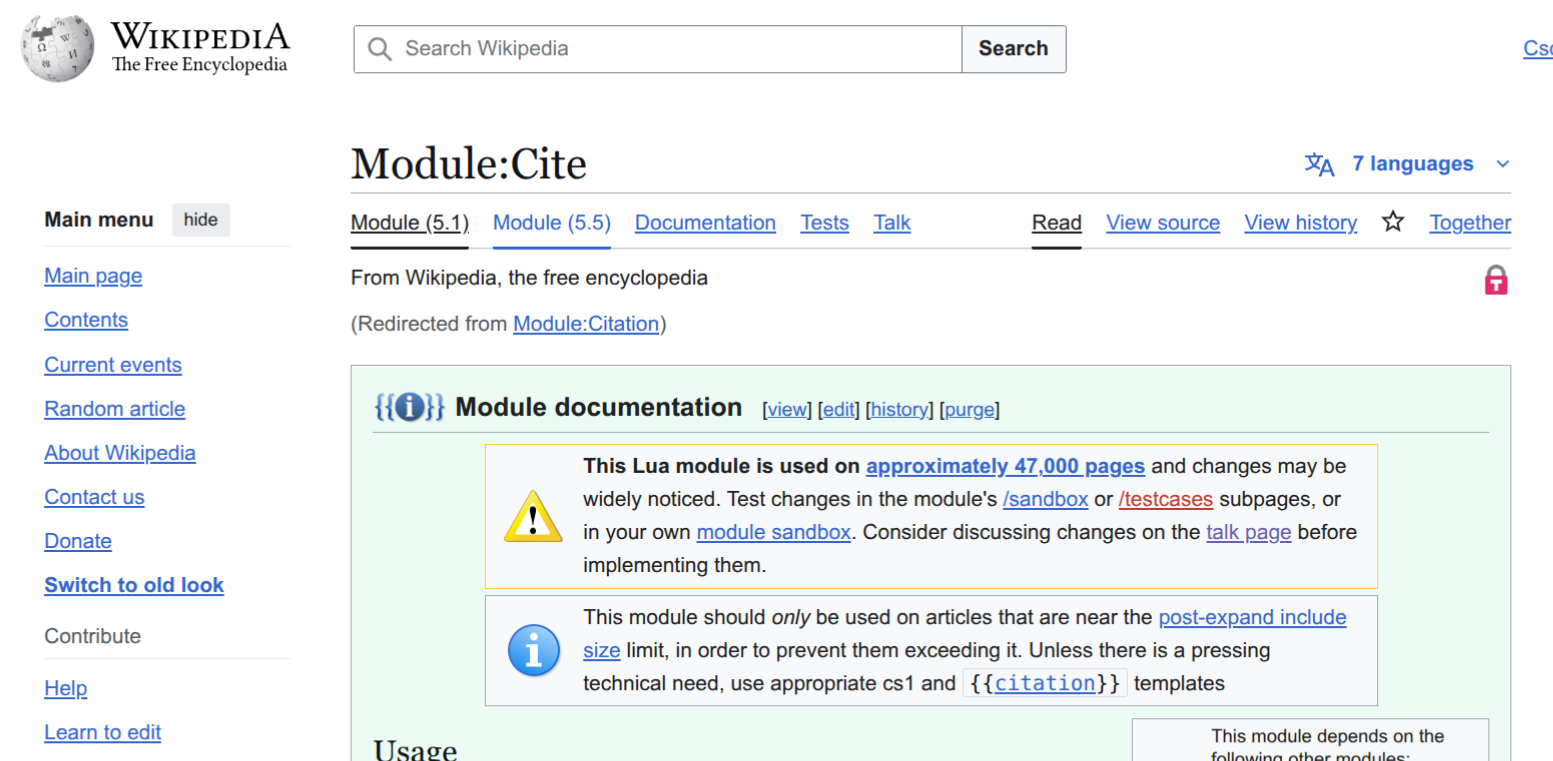 WIKIPEDIA
The Free Encyclopedia
Search Wikipedia
Search
Module:Cite
7 languages
Main menu
hide
Module (5.1)
Module (5.5)
Documentation
Tests
Talk
Read
View source
View history
Together
Main page
Contents
Current events
Random article
About Wikipedia
Contact us
Donate
Switch to old look
Contribute
Help
Learn to edit
From Wikipedia, the free encyclopedia
(Redirected from Module:Citation)
{{i}} Module documentation [view] [edit] [history] [purge]
This Lua module is used on approximately 47,000 pages and changes may be
widely noticed. Test changes in the module's /sandbox or /testcases subpages, or
in your own module sandbox. Consider discussing changes on the talk page before
implementing them.
This module should only be used on articles that are near the post-expand include
size limit, in order to prevent them exceeding it. Unless there is a pressing
technical need, use appropriate cs1 and {{citation}} templates
Usage
This module depends on the
following other modules: